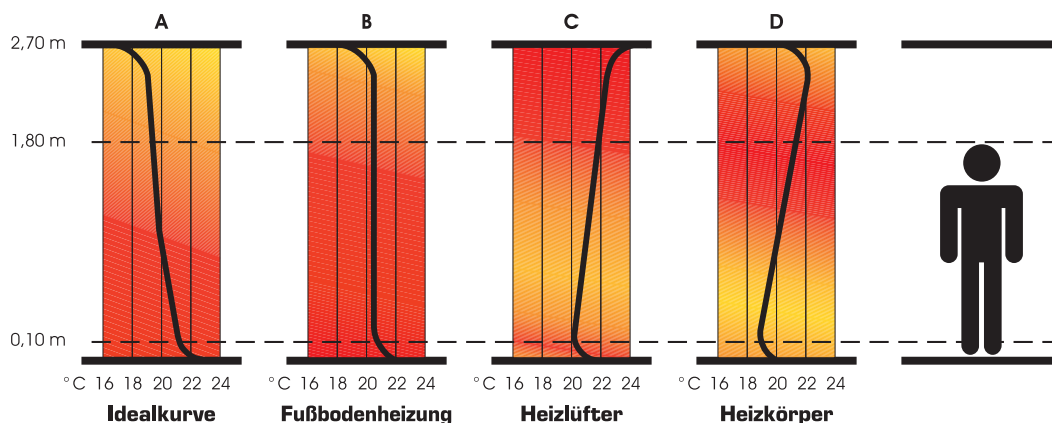 A B C D
2,70 m
1,80 m
0,10 m
°C 16 18 20 22 24 °C 16 18 20 22 24 °C 16 18 20 22 24 °C 16 18 20 22 24
Idealkurve Fußbodenheizung Heizlüfter Heizkörper